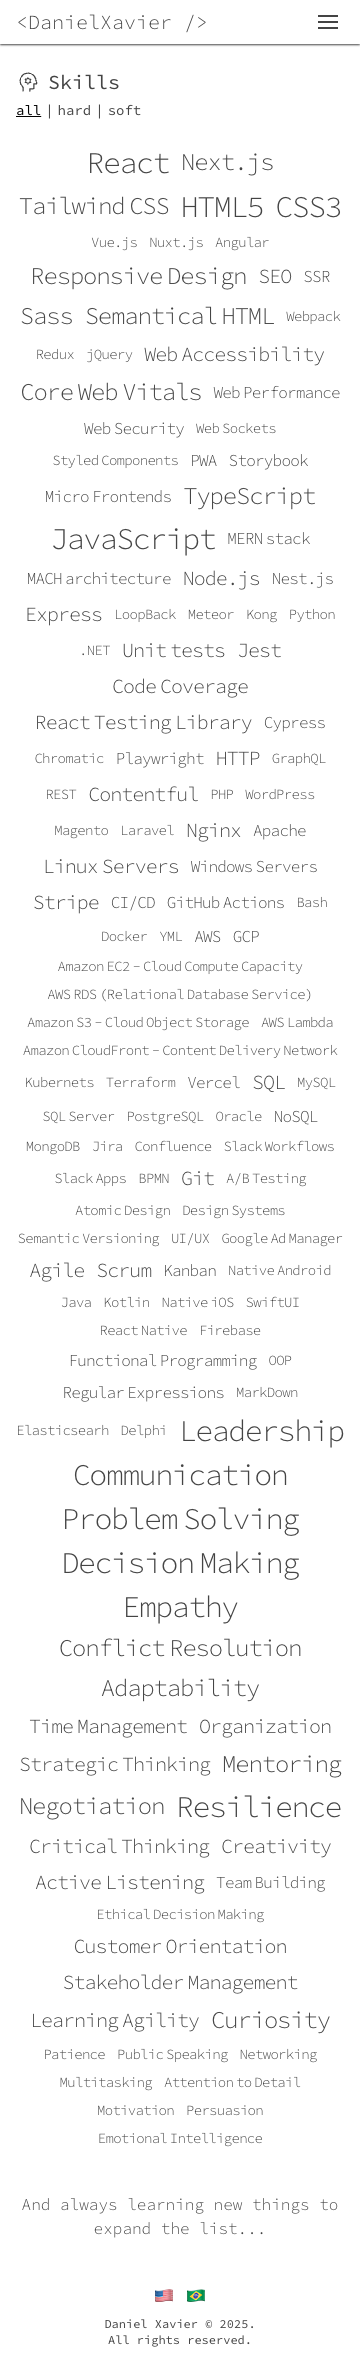 <DanielXavier />
Skills
all | hard | soft
React Next.js
Tailwind CSS HTML5 CSS3
Vue.js Nuxt.js Angular
Responsive Design SEO SSR
Sass Semantical HTML Webpack
Redux jQuery Web Accessibility
Core Web Vitals Web Performance
Web Security Web Sockets
Styled Components PWA Storybook
Micro Frontends TypeScript
JavaScript MERN stack
MACH architecture Node.js Nest.js
Express LoopBack Meteor Kong Python
.NET Unit tests Jest
Code Coverage
React Testing Library Cypress
Chromatic Playwright HTTP GraphQL
REST Contentful PHP WordPress
Magento Laravel Nginx Apache
Linux Servers Windows Servers
Stripe CI/CD GitHub Actions Bash
Docker YML AWS GCP
Amazon EC2 - Cloud Compute Capacity
AWS RDS (Relational Database Service)
Amazon S3 - Cloud Object Storage AWS Lambda
Amazon CloudFront - Content Delivery Network
Kubernets Terraform Vercel SQL MySQL
SQL Server PostgreSQL Oracle NoSQL
MongoDB Jira Confluence Slack Workflows
Slack Apps BPMN Git A/B Testing
Atomic Design Design Systems
Semantic Versioning UI/UX Google Ad Manager
Agile Scrum Kanban Native Android
Java Kotlin Native iOS SwiftUI
React Native Firebase
Functional Programming OOP
Regular Expressions MarkDown
Elasticsearh Delphi Leadership
Communication
Problem Solving
Decision Making
Empathy
Conflict Resolution
Adaptability
Time Management Organization
Strategic Thinking Mentoring
Negotiation Resilience
Critical Thinking Creativity
Active Listening Team Building
Ethical Decision Making
Customer Orientation
Stakeholder Management
Learning Agility Curiosity
Patience Public Speaking Networking
Multitasking Attention to Detail
Motivation Persuasion
Emotional Intelligence
And always learning new things to
expand the list...
Daniel Xavier © 2025.
All rights reserved.